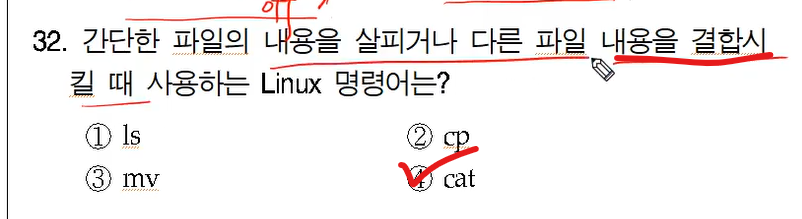 32. 간단한 파일의 내용을 살피거나 다른 파일 내용을 결합시
킬 때 사용하는 Linux 명령어는?
① ls ② cp
③ mv ④ cat